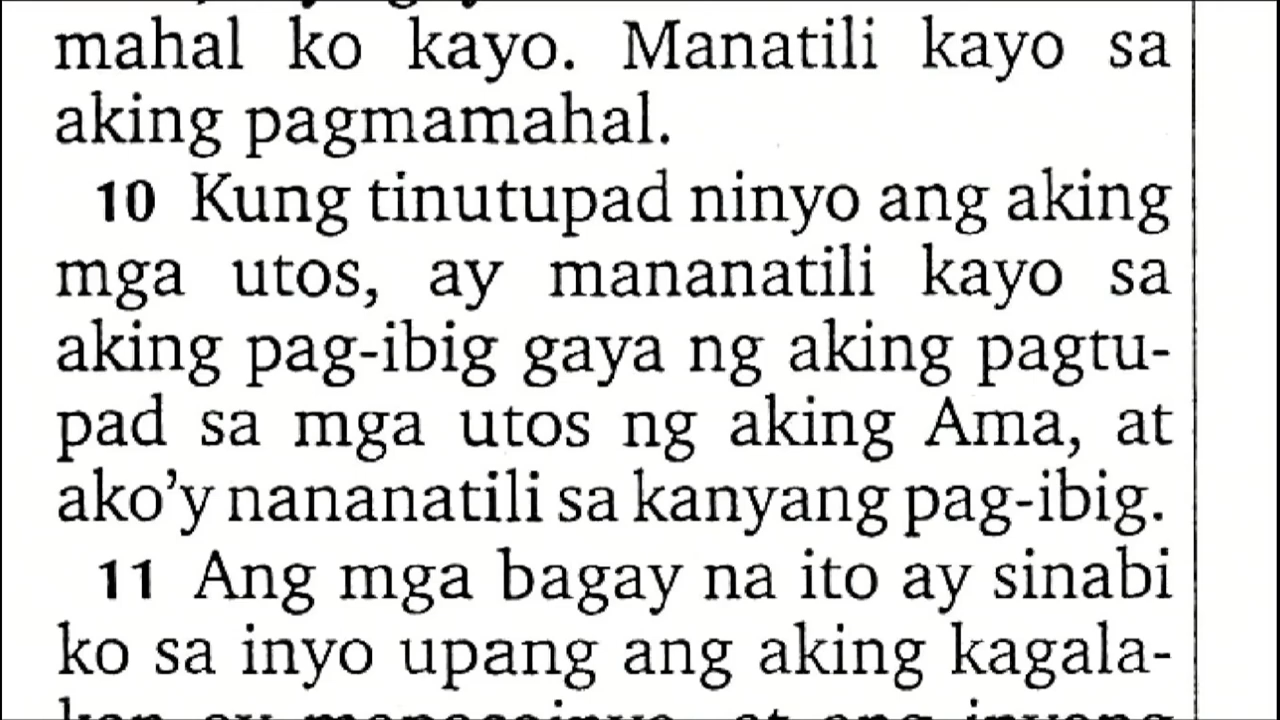 mahal ko kayo. Manatili kayo sa
aking pagmamahal.
10 Kung tinutupad ninyo ang aking
mga utos, ay mananatili kayo sa
aking pag-ibig gaya ng aking pagtu-
pad sa mga utos ng aking Ama, at
ako’y nananatili sa kanyang pag-ibig.
11 Ang mga bagay na ito ay sinabi
ko sa inyo upang ang aking kagala-